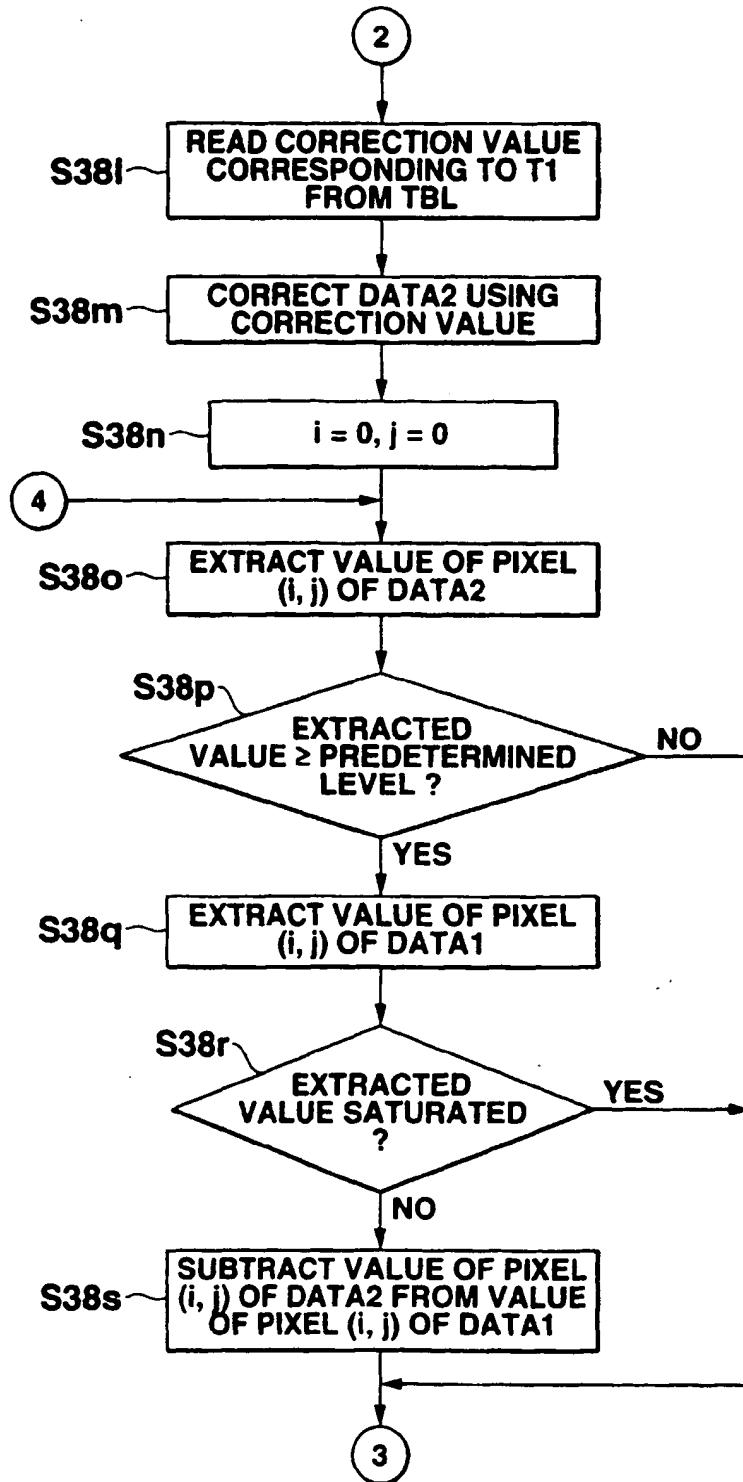 2
S38l
READ CORRECTION VALUE
CORRESPONDING TO T1
FROM TBL
S38m
CORRECT DATA2 USING
CORRECTION VALUE
S38n
i = 0, j = 0
4
S38o
EXTRACT VALUE OF PIXEL
(i, j) OF DATA2
S38p
EXTRACTED
VALUE ≥ PREDETERMINED
LEVEL ?
NO
YES
S38q
EXTRACT VALUE OF PIXEL
(i, j) OF DATA1
S38r
EXTRACTED
VALUE SATURATED
?
YES
NO
S38s
SUBTRACT VALUE OF PIXEL
(i, j) OF DATA2 FROM VALUE
OF PIXEL (i, j) OF DATA1
3